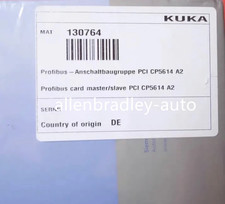 KUKA
MAT 130764
Profibus - Anschaltbaugruppe PCI CP5614 A2
allenbradley-auto
Profibus card master/slave PCI CP5614 A2
Country of origin DE